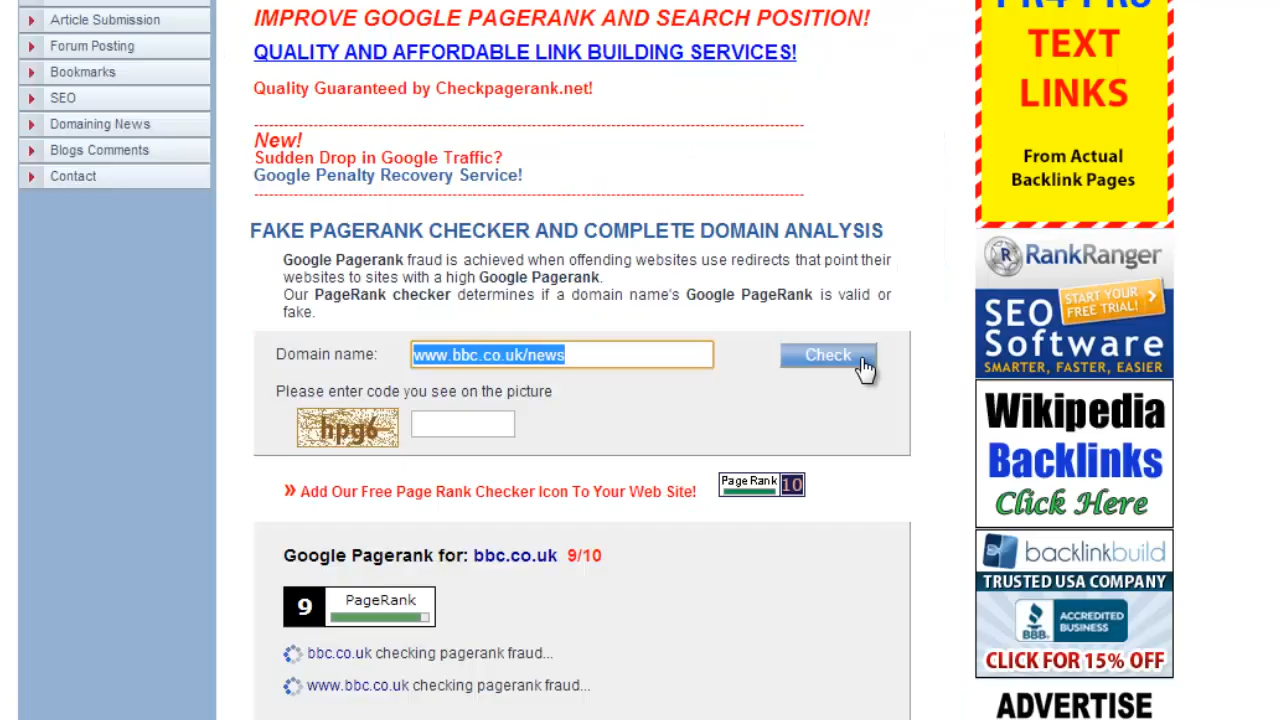 Article Submission
Forum Posting
Bookmarks
SEO
Domaining News
Blogs Comments
Contact
IMPROVE GOOGLE PAGERANK AND SEARCH POSITION!
QUALITY AND AFFORDABLE LINK BUILDING SERVICES!
Quality Guaranteed by Checkpagerank.net!
New!
Sudden Drop in Google Traffic?
Google Penalty Recovery Service!
FAKE PAGERANK CHECKER AND COMPLETE DOMAIN ANALYSIS
Google Pagerank fraud is achieved when offending websites use redirects that point their
websites to sites with a high Google Pagerank.
Our PageRank checker determines if a domain name's Google PageRank is valid or
fake.
Domain name: www.bbc.co.uk/news Check
Please enter code you see on the picture
hpg6
» Add Our Free Page Rank Checker Icon To Your Web Site! Page Rank 10
Google Pagerank for: bbc.co.uk 9/10
9 PageRank
bbc.co.uk checking pagerank fraud...
www.bbc.co.uk checking pagerank fraud...
TEXT
LINKS
From Actual
Backlink Pages
RankRanger
START YOUR
FREE TRIAL!
SEO
Software
SMARTER, FASTER, EASIER
Wikipedia
Backlinks
Click Here
backlinkbuild
TRUSTED USA COMPANY
BBB
ACCREDITED
BUSINESS
CLICK FOR 15% OFF
ADVERTISE